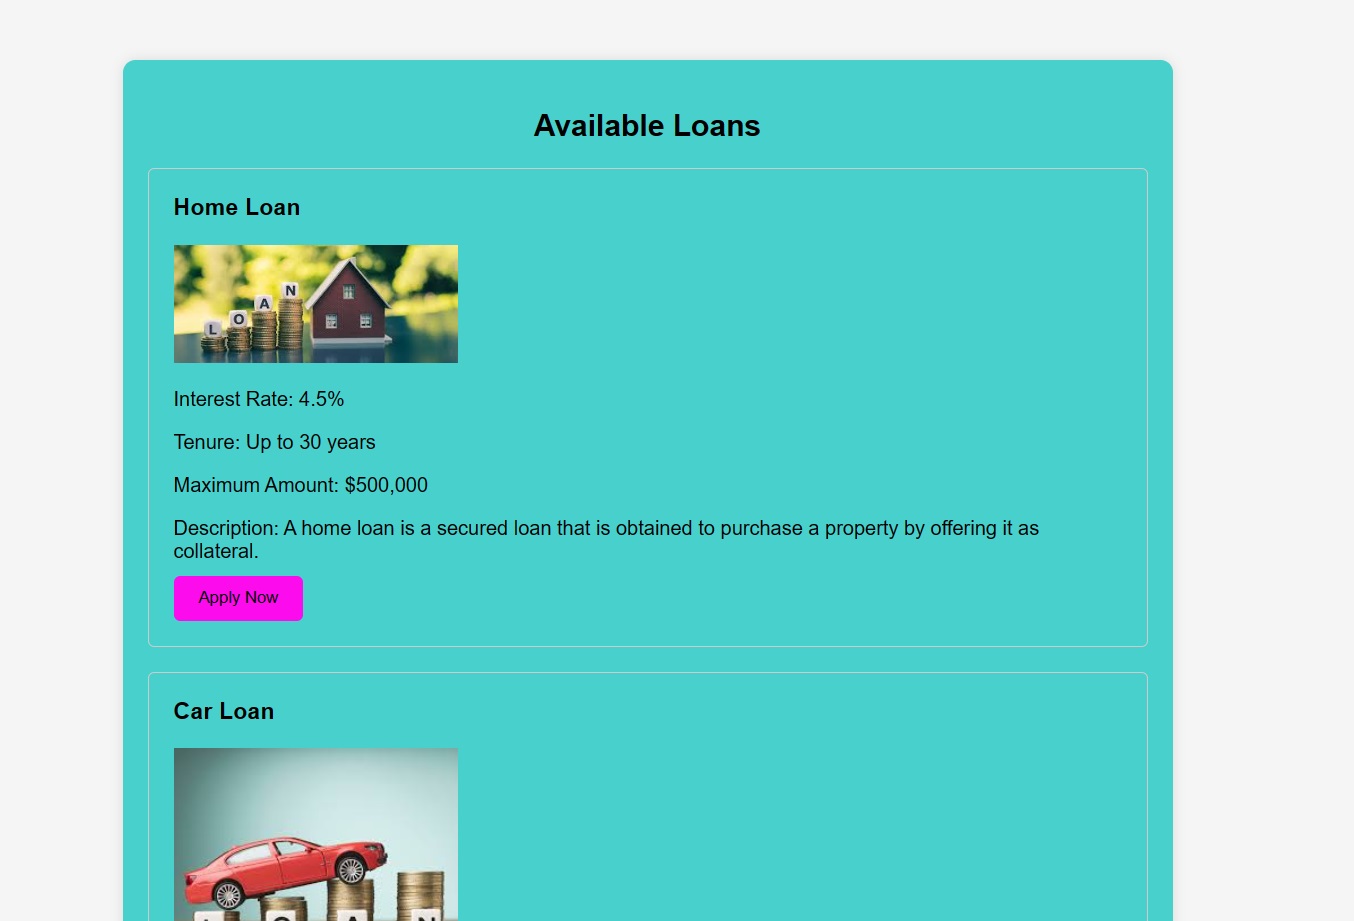 Available Loans
Home Loan
L O A N
Interest Rate: 4.5%
Tenure: Up to 30 years
Maximum Amount: $500,000
Description: A home loan is a secured loan that is obtained to purchase a property by offering it as
collateral.
Apply Now
Car Loan
L O A N